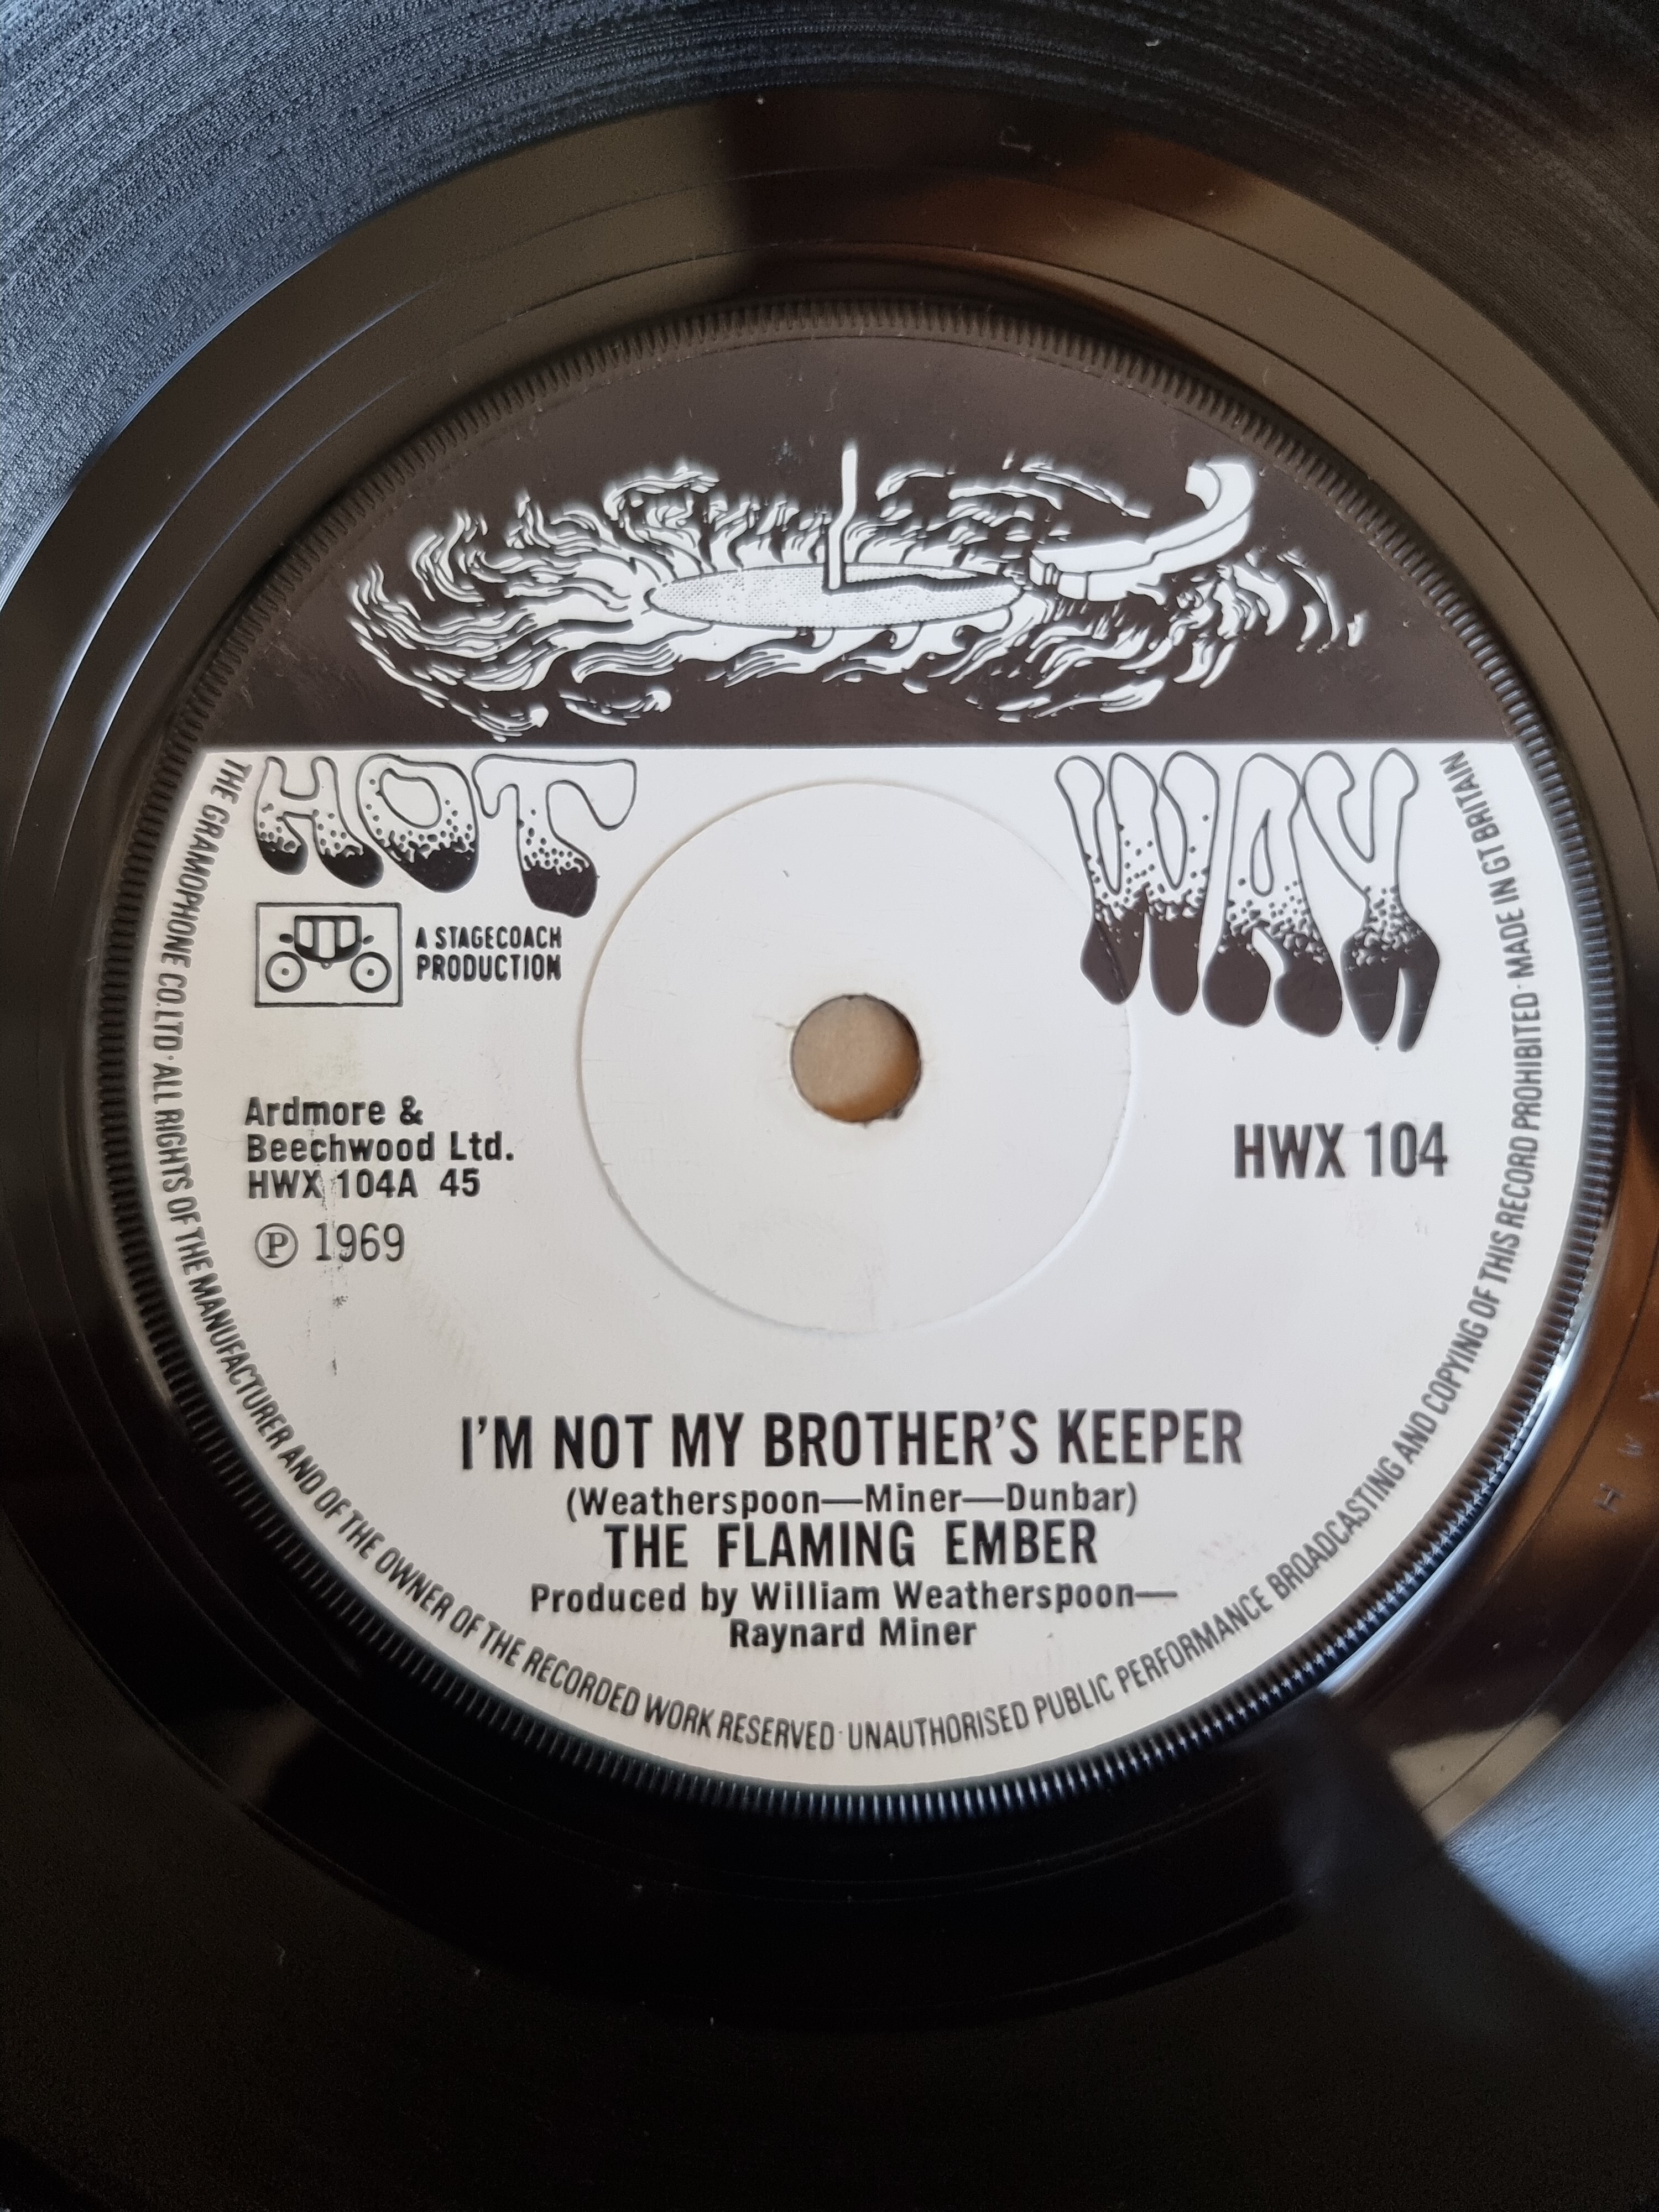 HOT WAX
A STAGECOACH
PRODUCTION
Ardmore &
Beechwood Ltd.
HWX 104A 45
Ⓟ 1969
HWX 104
I'M NOT MY BROTHER'S KEEPER
(Weatherspoon—Miner—Dunbar)
THE FLAMING EMBER
Produced by William Weatherspoon—
Raynard Miner
THE GRAMOPHONE CO. LTD · ALL RIGHTS OF THE MANUFACTURER AND OF THE OWNER OF THE RECORDED WORK RESERVED · UNAUTHORISED PUBLIC PERFORMANCE BROADCASTING AND COPYING OF THIS RECORD PROHIBITED · MADE IN GT BRITAIN